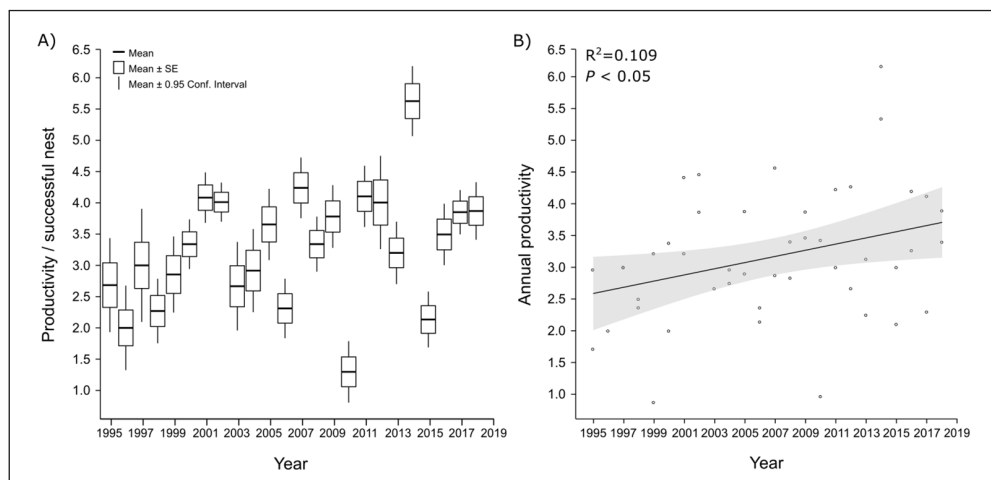 A)
Mean
Mean ± SE
Mean ± 0.95 Conf. Interval
Productivity / successful nest
6.5
6.0
5.5
5.0
4.5
4.0
3.5
3.0
2.5
2.0
1.5
1.0
1995 1997 1999 2001 2003 2005 2007 2009 2011 2013 2015 2017 2019
Year
B)
R²=0.109
P < 0.05
Annual productivity
6.5
6.0
5.5
5.0
4.5
4.0
3.5
3.0
2.5
2.0
1.5
1.0
1995 1997 1999 2001 2003 2005 2007 2009 2011 2013 2015 2017 2019
Year